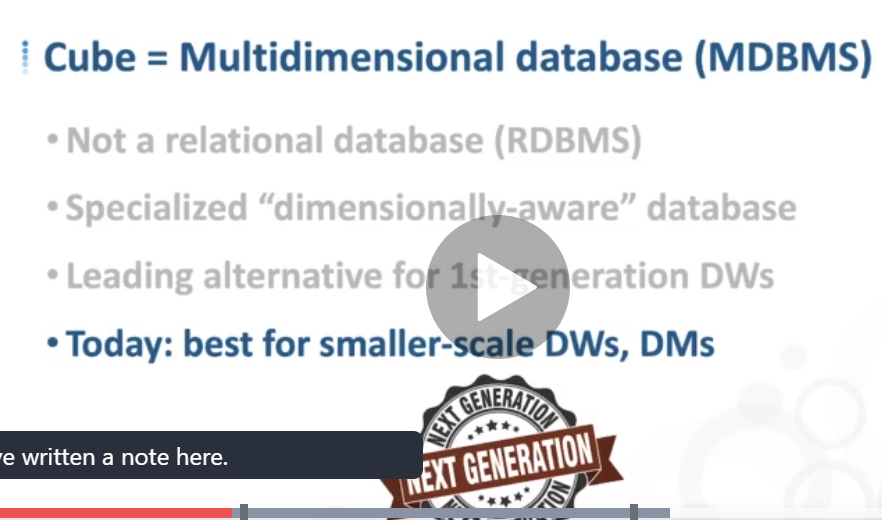 Cube = Multidimensional database (MDBMS)
• Not a relational database (RDBMS)
• Specialized “dimensionally-aware” database
• Leading alternative for 1st-generation DWs
• Today: best for smaller-scale DWs, DMs
NEXT GENERATION
NEXT GENERATION
written a note here.